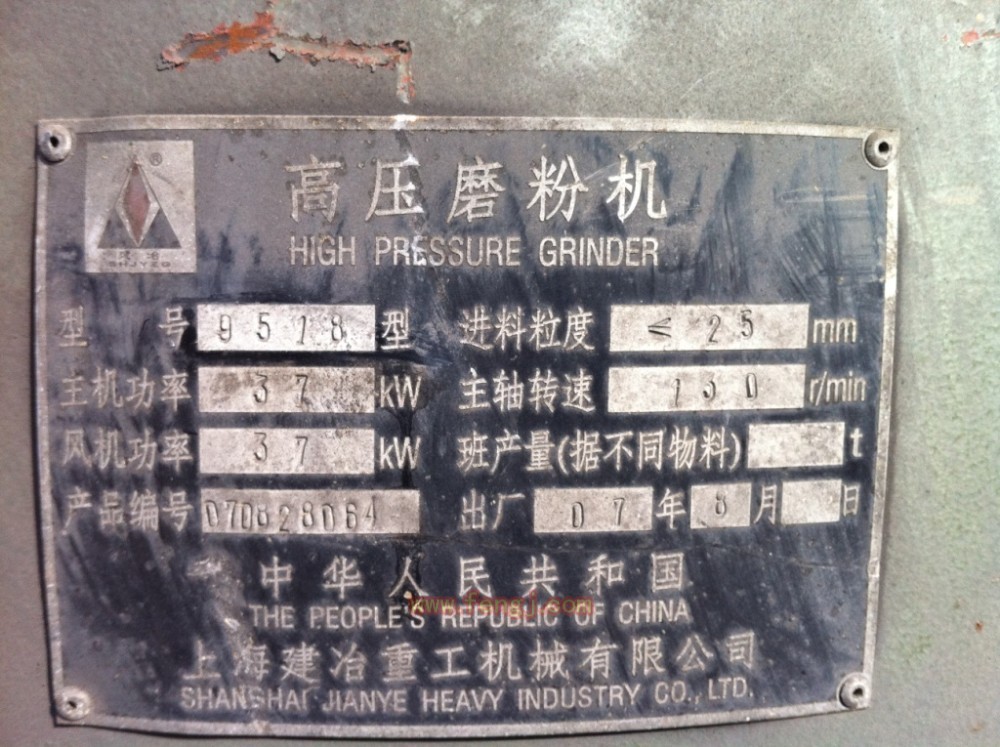 ®
建冶
SHJYZG
高压磨粉机
HIGH PRESSURE GRINDER
型号 9518 型 进料粒度 ≤25 mm
主机功率 37 kW 主轴转速 130 r/min
风机功率 37 kW 班产量(据不同物料) t
产品编号 070828064 出厂 07 年 8 月 日
中华人民共和国
THE PEOPLE'S REPUBLIC OF CHINA
上海建冶重工机械有限公司
SHANGHAI JIANYE HEAVY INDUSTRY CO., LTD.